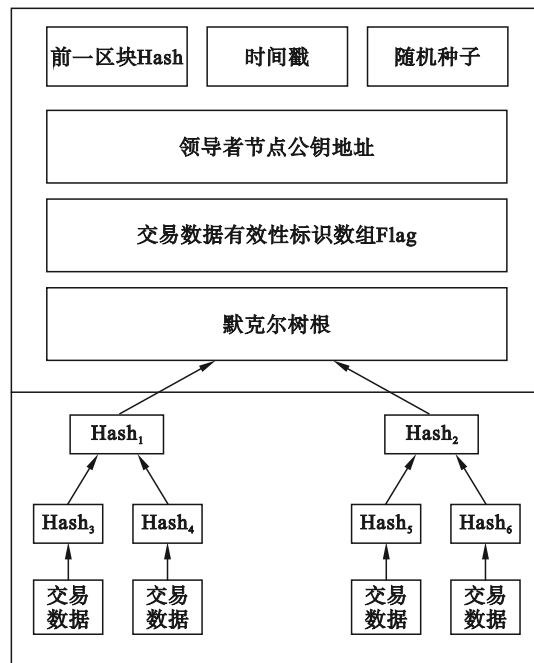 前一区块Hash 时间戳 随机种子
领导者节点公钥地址
交易数据有效性标识数组Flag
默克尔树根
Hash₁ Hash₂
Hash₃ Hash₄ Hash₅ Hash₆
交易 交易 交易 交易
数据 数据 数据 数据